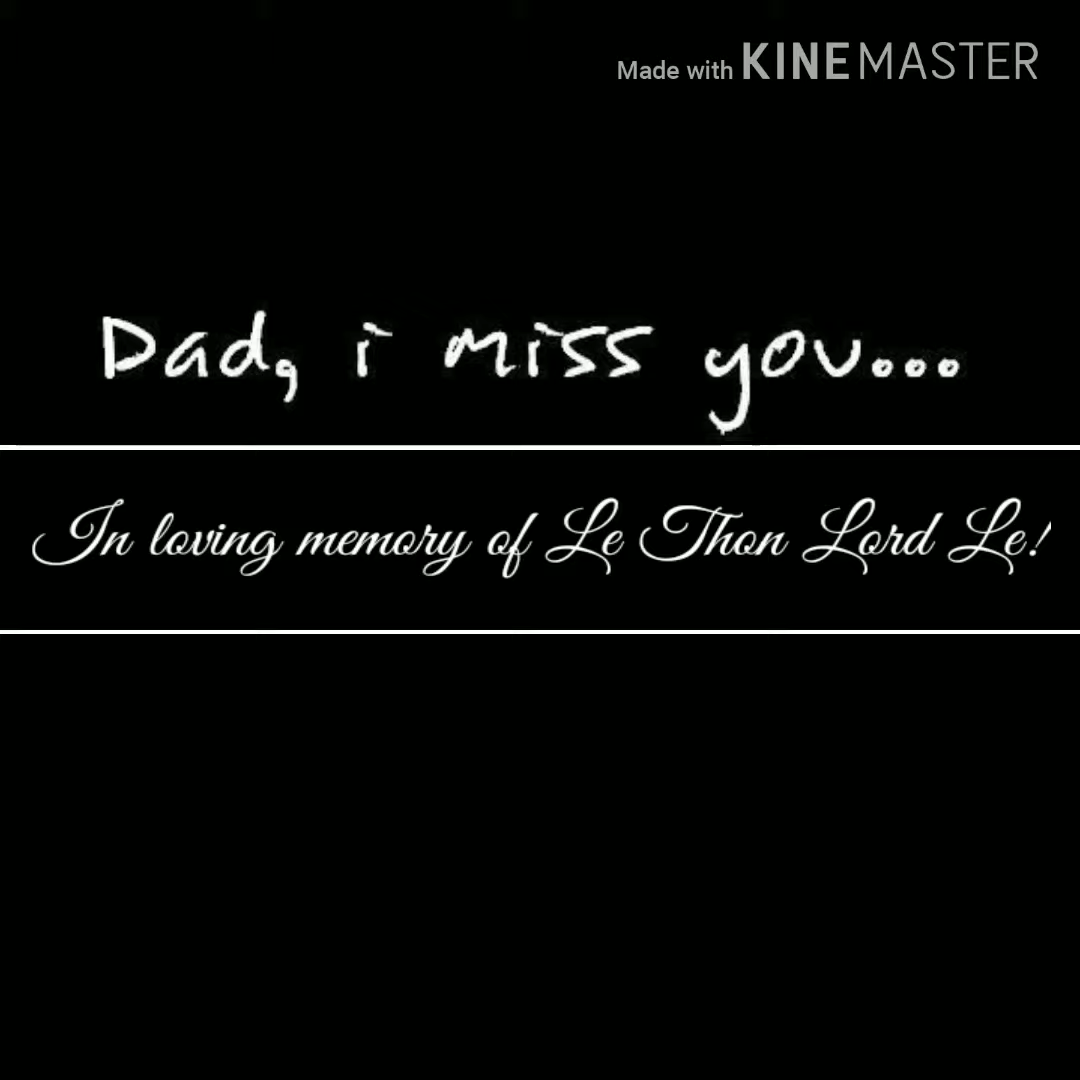 Made with KINEMASTER
Dad, i miss you...
In loving memory of Le Thon Lord Le!